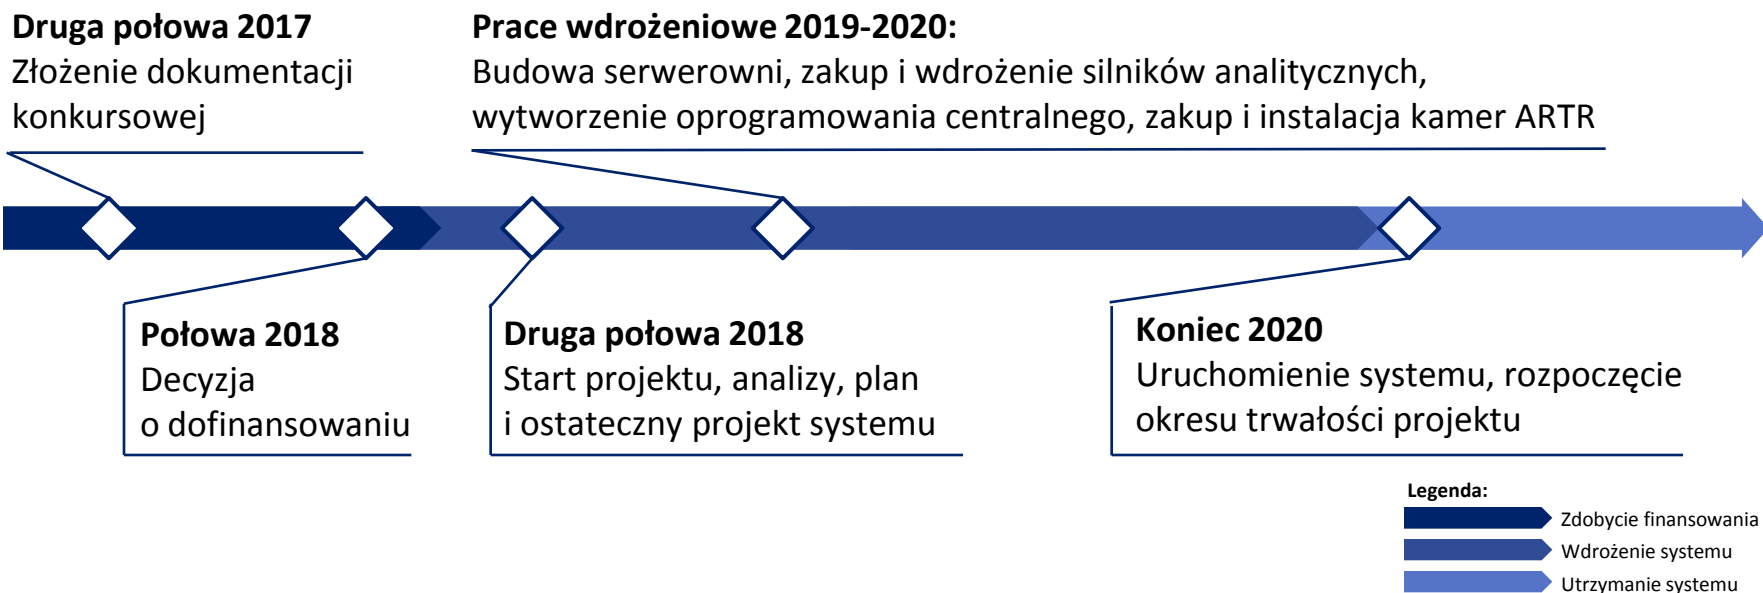 Druga połowa 2017
Złożenie dokumentacji
konkursowej
Prace wdrożeniowe 2019-2020:
Budowa serwerowni, zakup i wdrożenie silników analitycznych,
wytworzenie oprogramowania centralnego, zakup i instalacja kamer ARTR
Połowa 2018
Decyzja
o dofinansowaniu
Druga połowa 2018
Start projektu, analizy, plan
i ostateczny projekt systemu
Koniec 2020
Uruchomienie systemu, rozpoczęcie
okresu trwałości projektu
Legenda:
Zdobycie finansowania
Wdrożenie systemu
Utrzymanie systemu